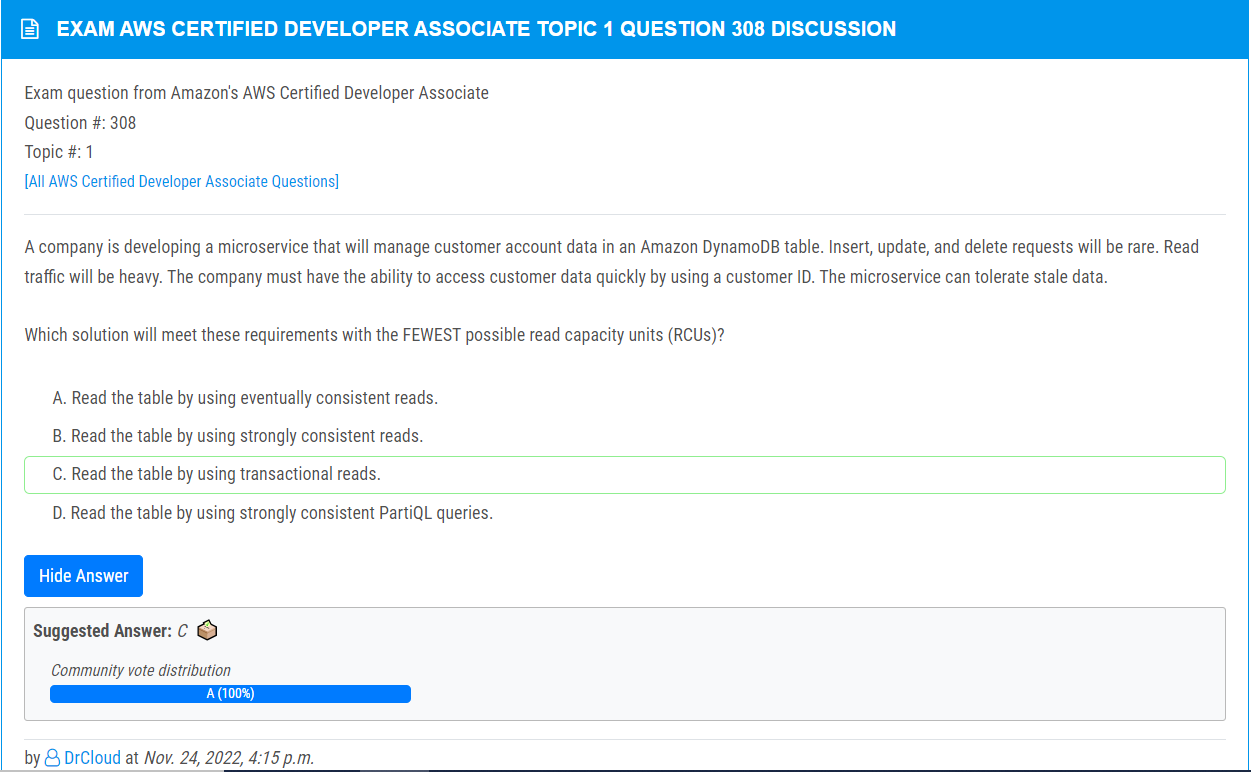 EXAM AWS CERTIFIED DEVELOPER ASSOCIATE TOPIC 1 QUESTION 308 DISCUSSION
Exam question from Amazon's AWS Certified Developer Associate
Question #: 308
Topic #: 1
[All AWS Certified Developer Associate Questions]
A company is developing a microservice that will manage customer account data in an Amazon DynamoDB table. Insert, update, and delete requests will be rare. Read
traffic will be heavy. The company must have the ability to access customer data quickly by using a customer ID. The microservice can tolerate stale data.
Which solution will meet these requirements with the FEWEST possible read capacity units (RCUs)?
A. Read the table by using eventually consistent reads.
B. Read the table by using strongly consistent reads.
C. Read the table by using transactional reads.
D. Read the table by using strongly consistent PartiQL queries.
Hide Answer
Suggested Answer: C
Community vote distribution
A (100%)
by DrCloud at Nov. 24, 2022, 4:15 p.m.